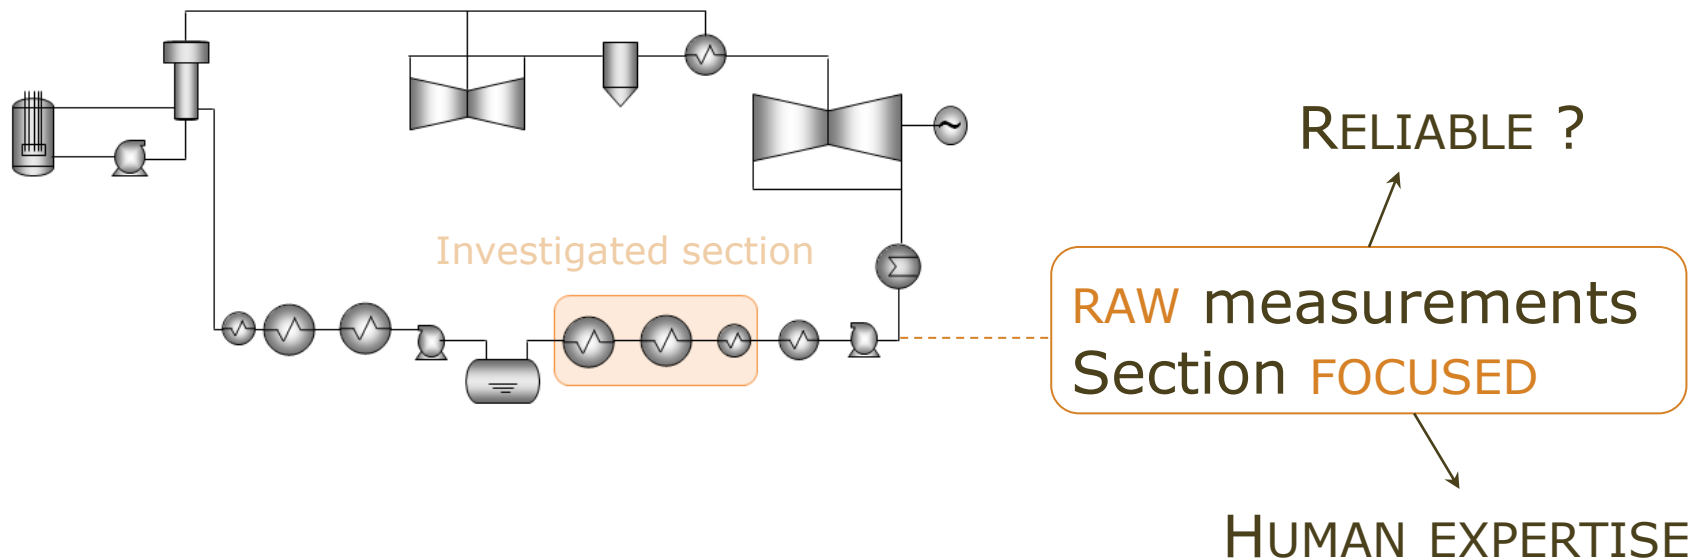 RELIABLE ?
Investigated section
RAW measurements
Section FOCUSED
HUMAN EXPERTISE